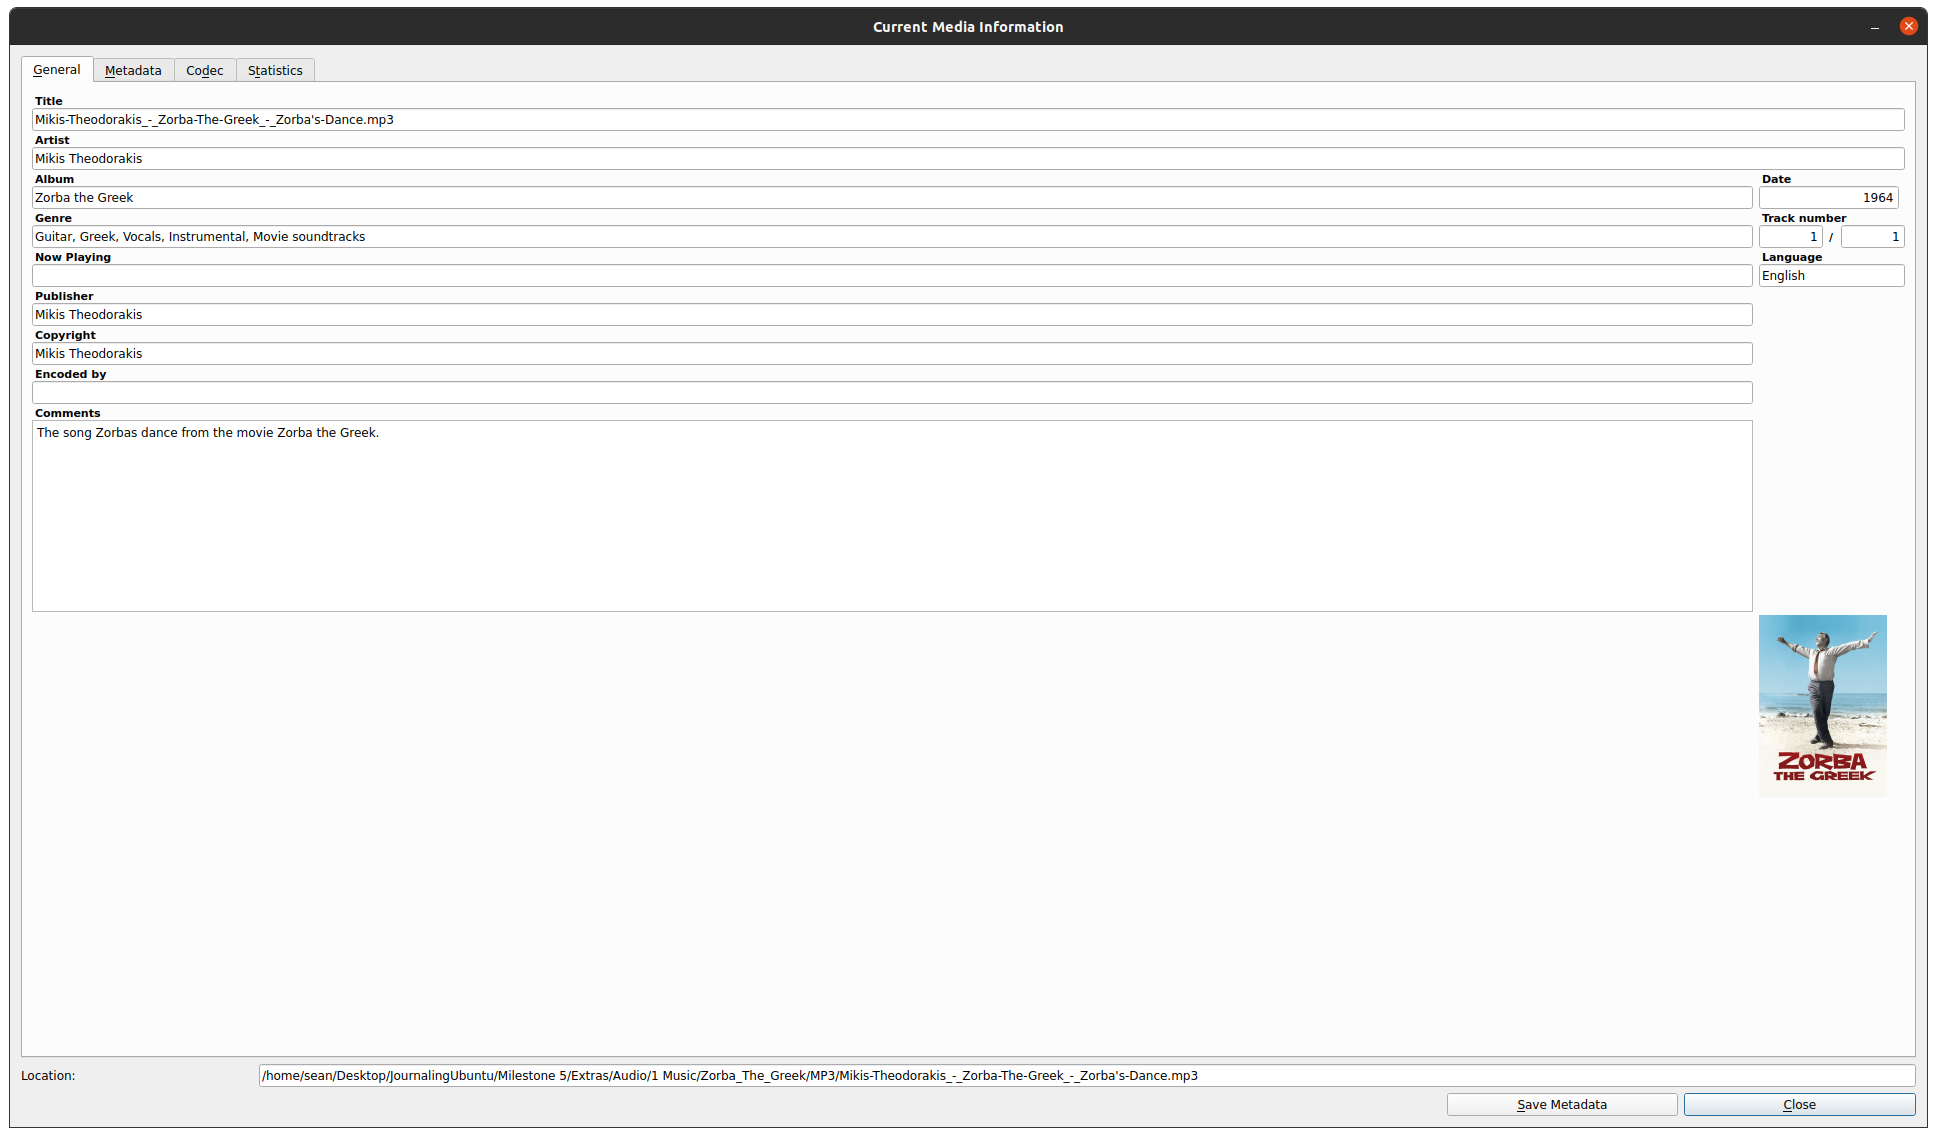 Current Media Information
General Metadata Codec Statistics
Title
Mikis-Theodorakis_-_Zorba-The-Greek_-_Zorba's-Dance.mp3
Artist
Mikis Theodorakis
Album Date
Zorba the Greek 1964
Genre Track number
Guitar, Greek, Vocals, Instrumental, Movie soundtracks 1 / 1
Now Playing Language
English
Publisher
Mikis Theodorakis
Copyright
Mikis Theodorakis
Encoded by
Comments
The song Zorbas dance from the movie Zorba the Greek.
ZORBA
THE GREEK
Location: /home/sean/Desktop/JournalingUbuntu/Milestone 5/Extras/Audio/1 Music/Zorba_The_Greek/MP3/Mikis-Theodorakis_-_Zorba-The-Greek_-_Zorba's-Dance.mp3
Save Metadata Close